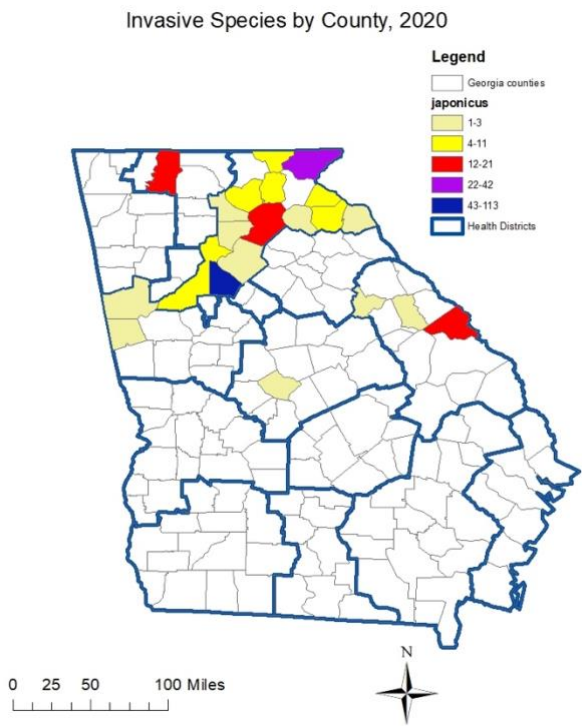 Invasive Species by County, 2020
Legend
Georgia counties
japonicus
1-3
4-11
12-21
22-42
43-113
Health Districts
N
0 25 50 100 Miles